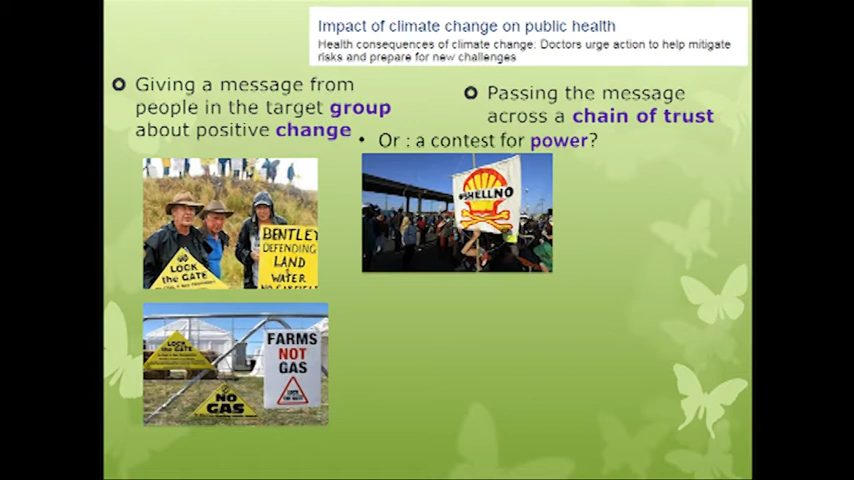 Impact of climate change on public health
Health consequences of climate change: Doctors urge action to help mitigate
risks and prepare for new challenges
Giving a message from
people in the target group
about positive change
Passing the message
across a chain of trust
• Or : a contest for power?
LOCK
the GATE
BENTLEY
DEFENDING
LAND
&
WATER
#SHELLNO
LOCK
the GATE
FARMS
NOT
GAS
NO
GAS